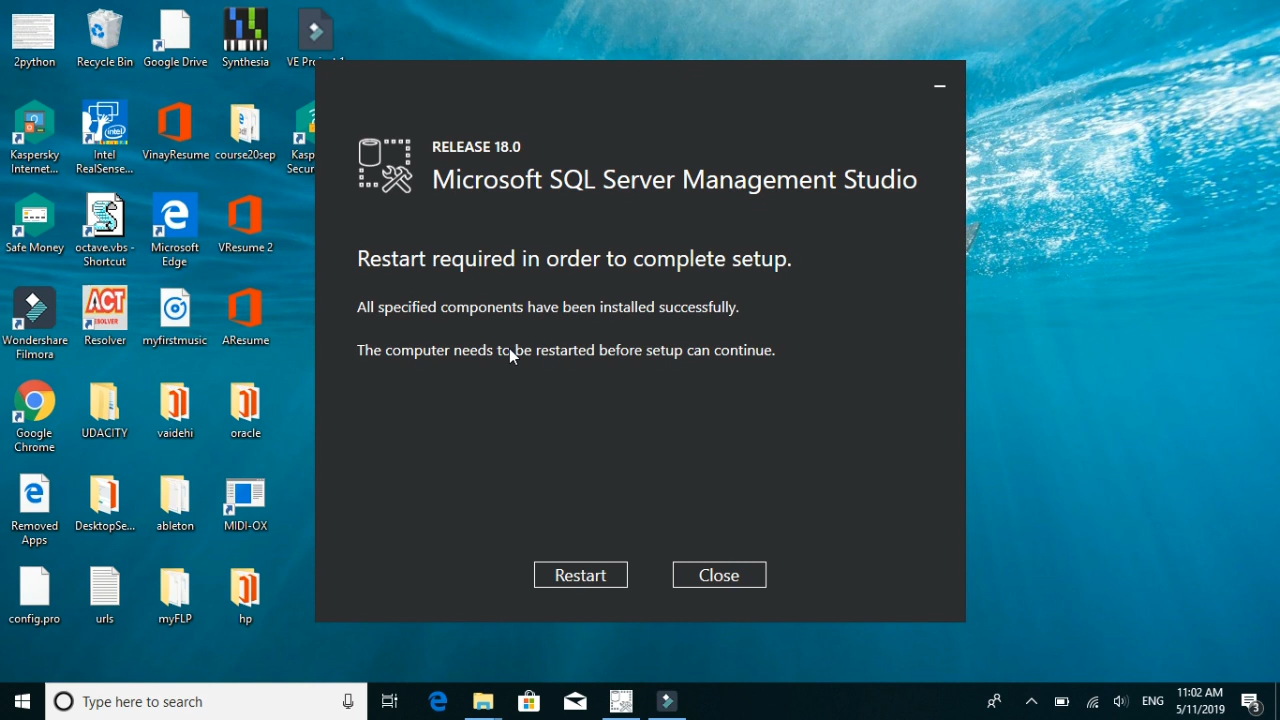 2python
Recycle Bin
Google Drive
Synthesia
Kaspersky
Internet...
Intel
RealSense...
VinayResume
course20sep
Safe Money
octave.vbs -
Shortcut
Microsoft
Edge
VResume 2
Wondershare
Filmora
ACT
Resolver
myfirstmusic
AResume
Google
Chrome
UDACITY
vaidehi
oracle
Removed
Apps
DesktopSe...
ableton
MIDI-OX
config.pro
urls
myFLP
hp
RELEASE 18.0
Microsoft SQL Server Management Studio
Restart required in order to complete setup.
All specified components have been installed successfully.
The computer needs to be restarted before setup can continue.
Restart
Close
Type here to search
ENG
11:02 AM
5/11/2019
3